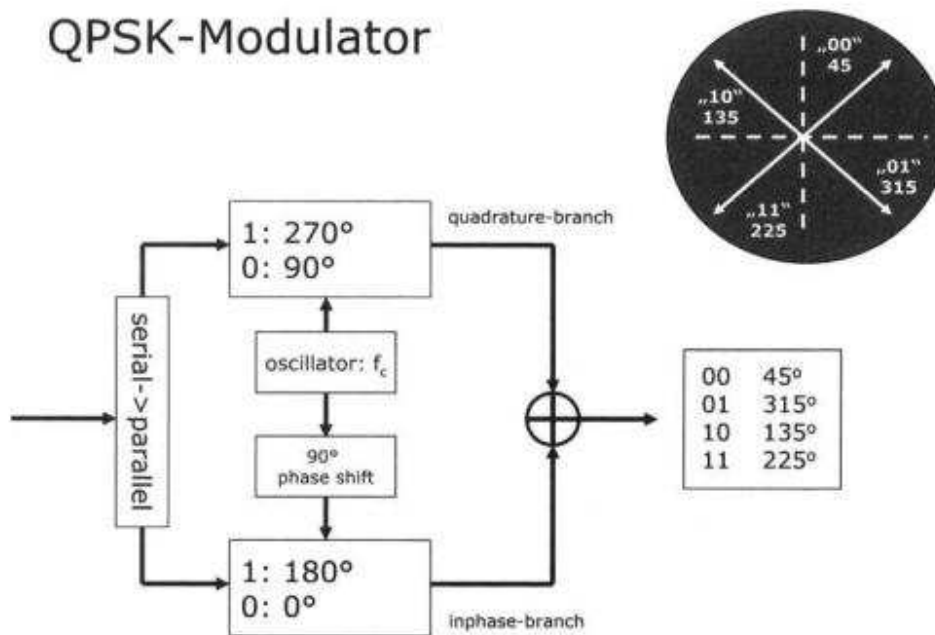 QPSK-Modulator
„00“
45
„10“
135
„01“
315
„11“
225
1: 270°
0: 90°
quadrature-branch
serial->parallel
oscillator: fc
90°
phase shift
00 45°
01 315°
10 135°
11 225°
1: 180°
0: 0°
inphase-branch